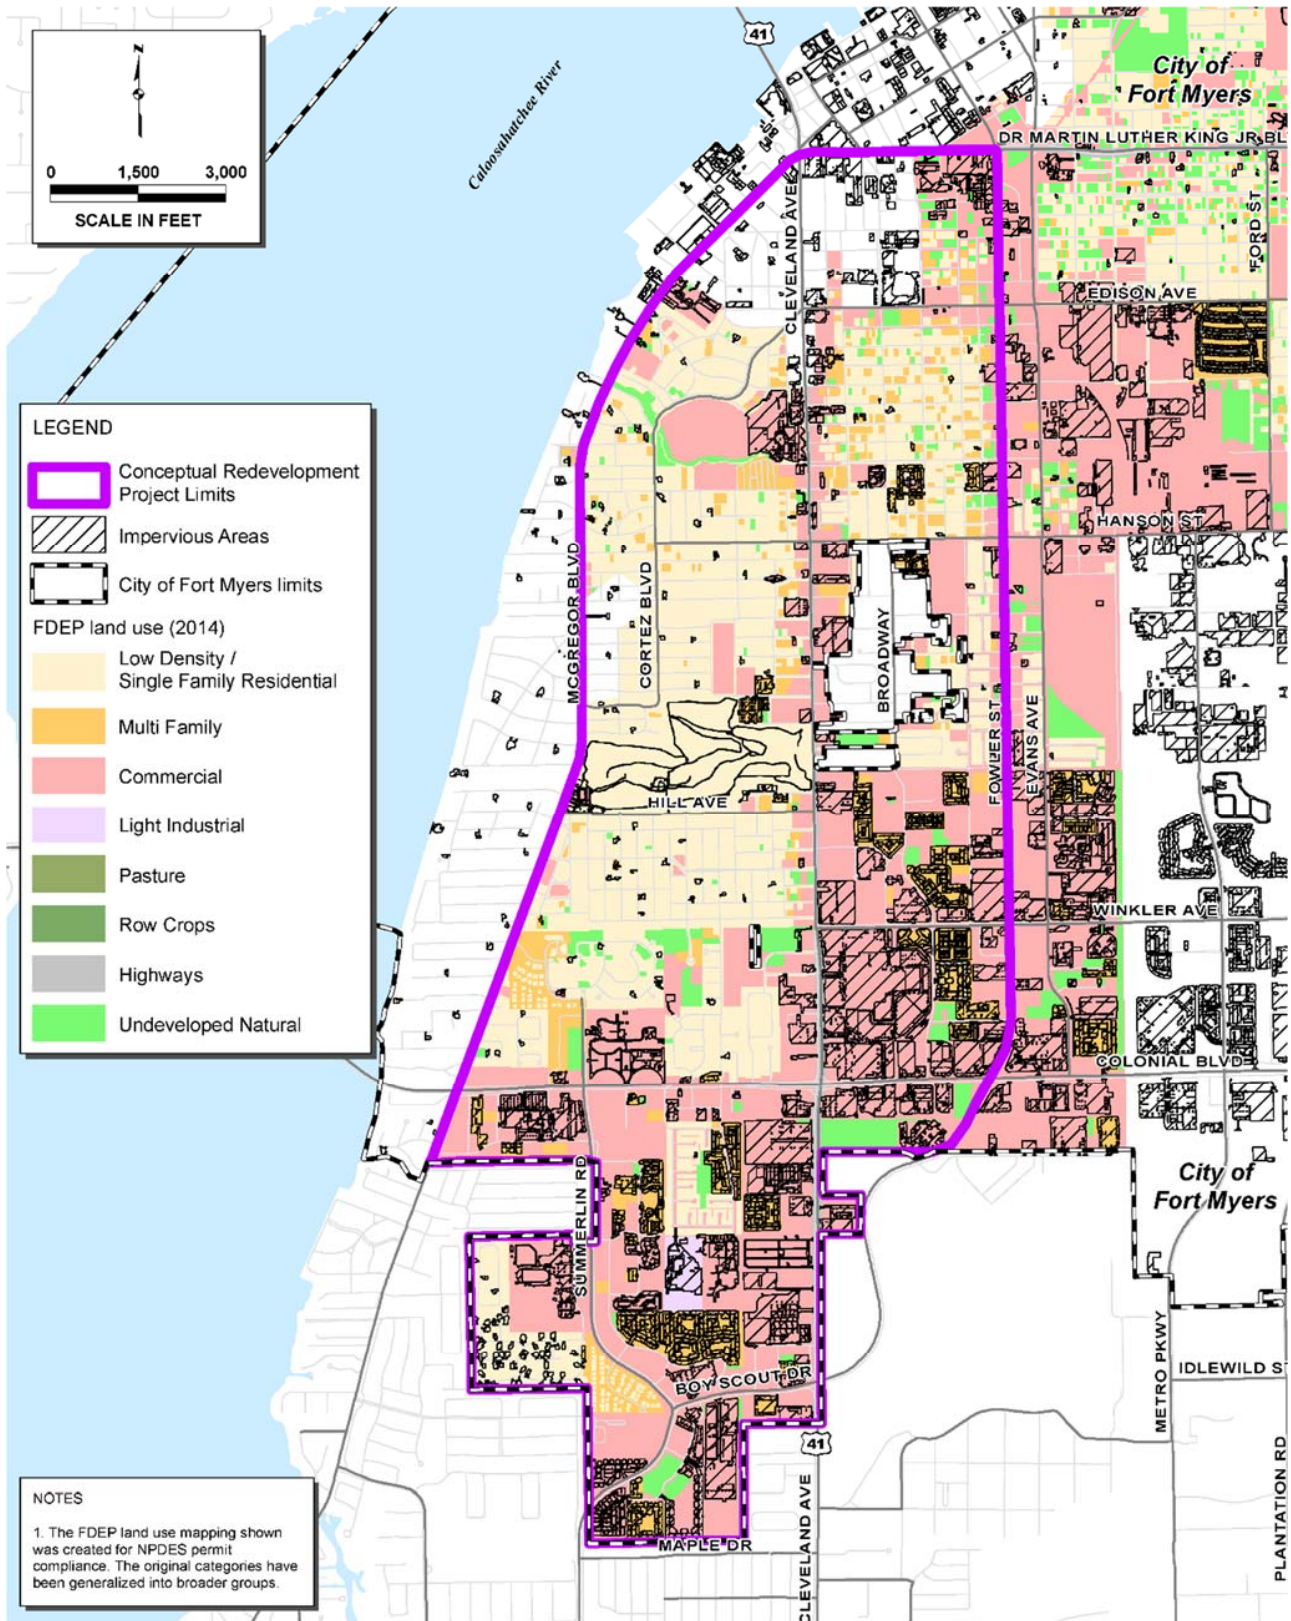 N
0 1,500 3,000
SCALE IN FEET
Caloosahatchee River
41
City of
Fort Myers
DR MARTIN LUTHER KING JR BL
CLEVELAND AVE
FORD ST
EDISON AVE
LEGEND
Conceptual Redevelopment
Project Limits
Impervious Areas
City of Fort Myers limits
FDEP land use (2014)
Low Density /
Single Family Residential
Multi Family
Commercial
Light Industrial
Pasture
Row Crops
Highways
Undeveloped Natural
HANSON ST
MCGREGOR BLVD
CORTEZ BLVD
BROADWAY
FOWLER ST
EVANS AVE
HILL AVE
WINKLER AVE
COLONIAL BLVD
SUMMERLIN RD
City of
Fort Myers
METRO PKWY
IDLEWILD S
BOY SCOUT DR
41
CLEVELAND AVE
PLANTATION RD
MAPLE DR
NOTES
1. The FDEP land use mapping shown
was created for NPDES permit
compliance. The original categories have
been generalized into broader groups.